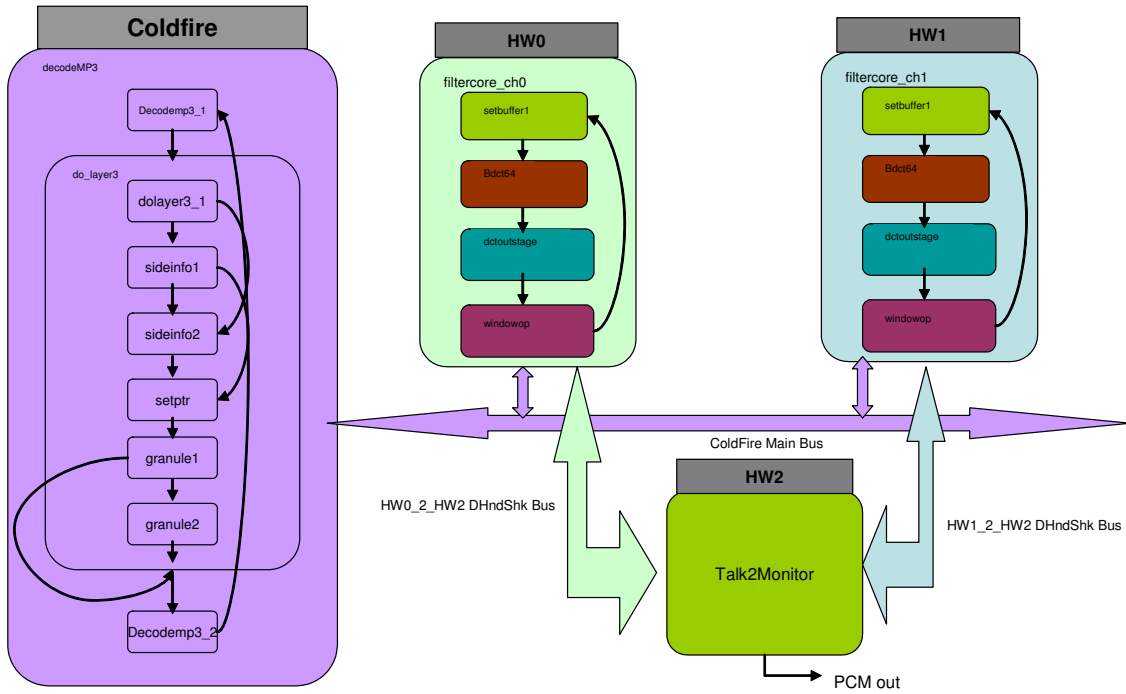 Coldfire
decodeMP3
Decodemp3_1
do_layer3
dolayer3_1
sideinfo1
sideinfo2
setptr
granule1
granule2
Decodemp3_2
HW0
filtercore_ch0
setbuffer1
Bdct64
dctoutstage
windowop
HW1
filtercore_ch1
setbuffer1
Bdct64
dctoutstage
windowop
ColdFire Main Bus
HW0_2_HW2 DHndShk Bus
HW2
Talk2Monitor
HW1_2_HW2 DHndShk Bus
PCM out